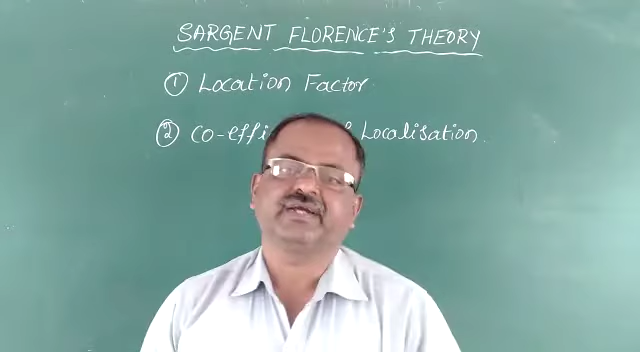 SARGENT FLORENCE'S THEORY
① Location Factor
② CO-effi Localisation